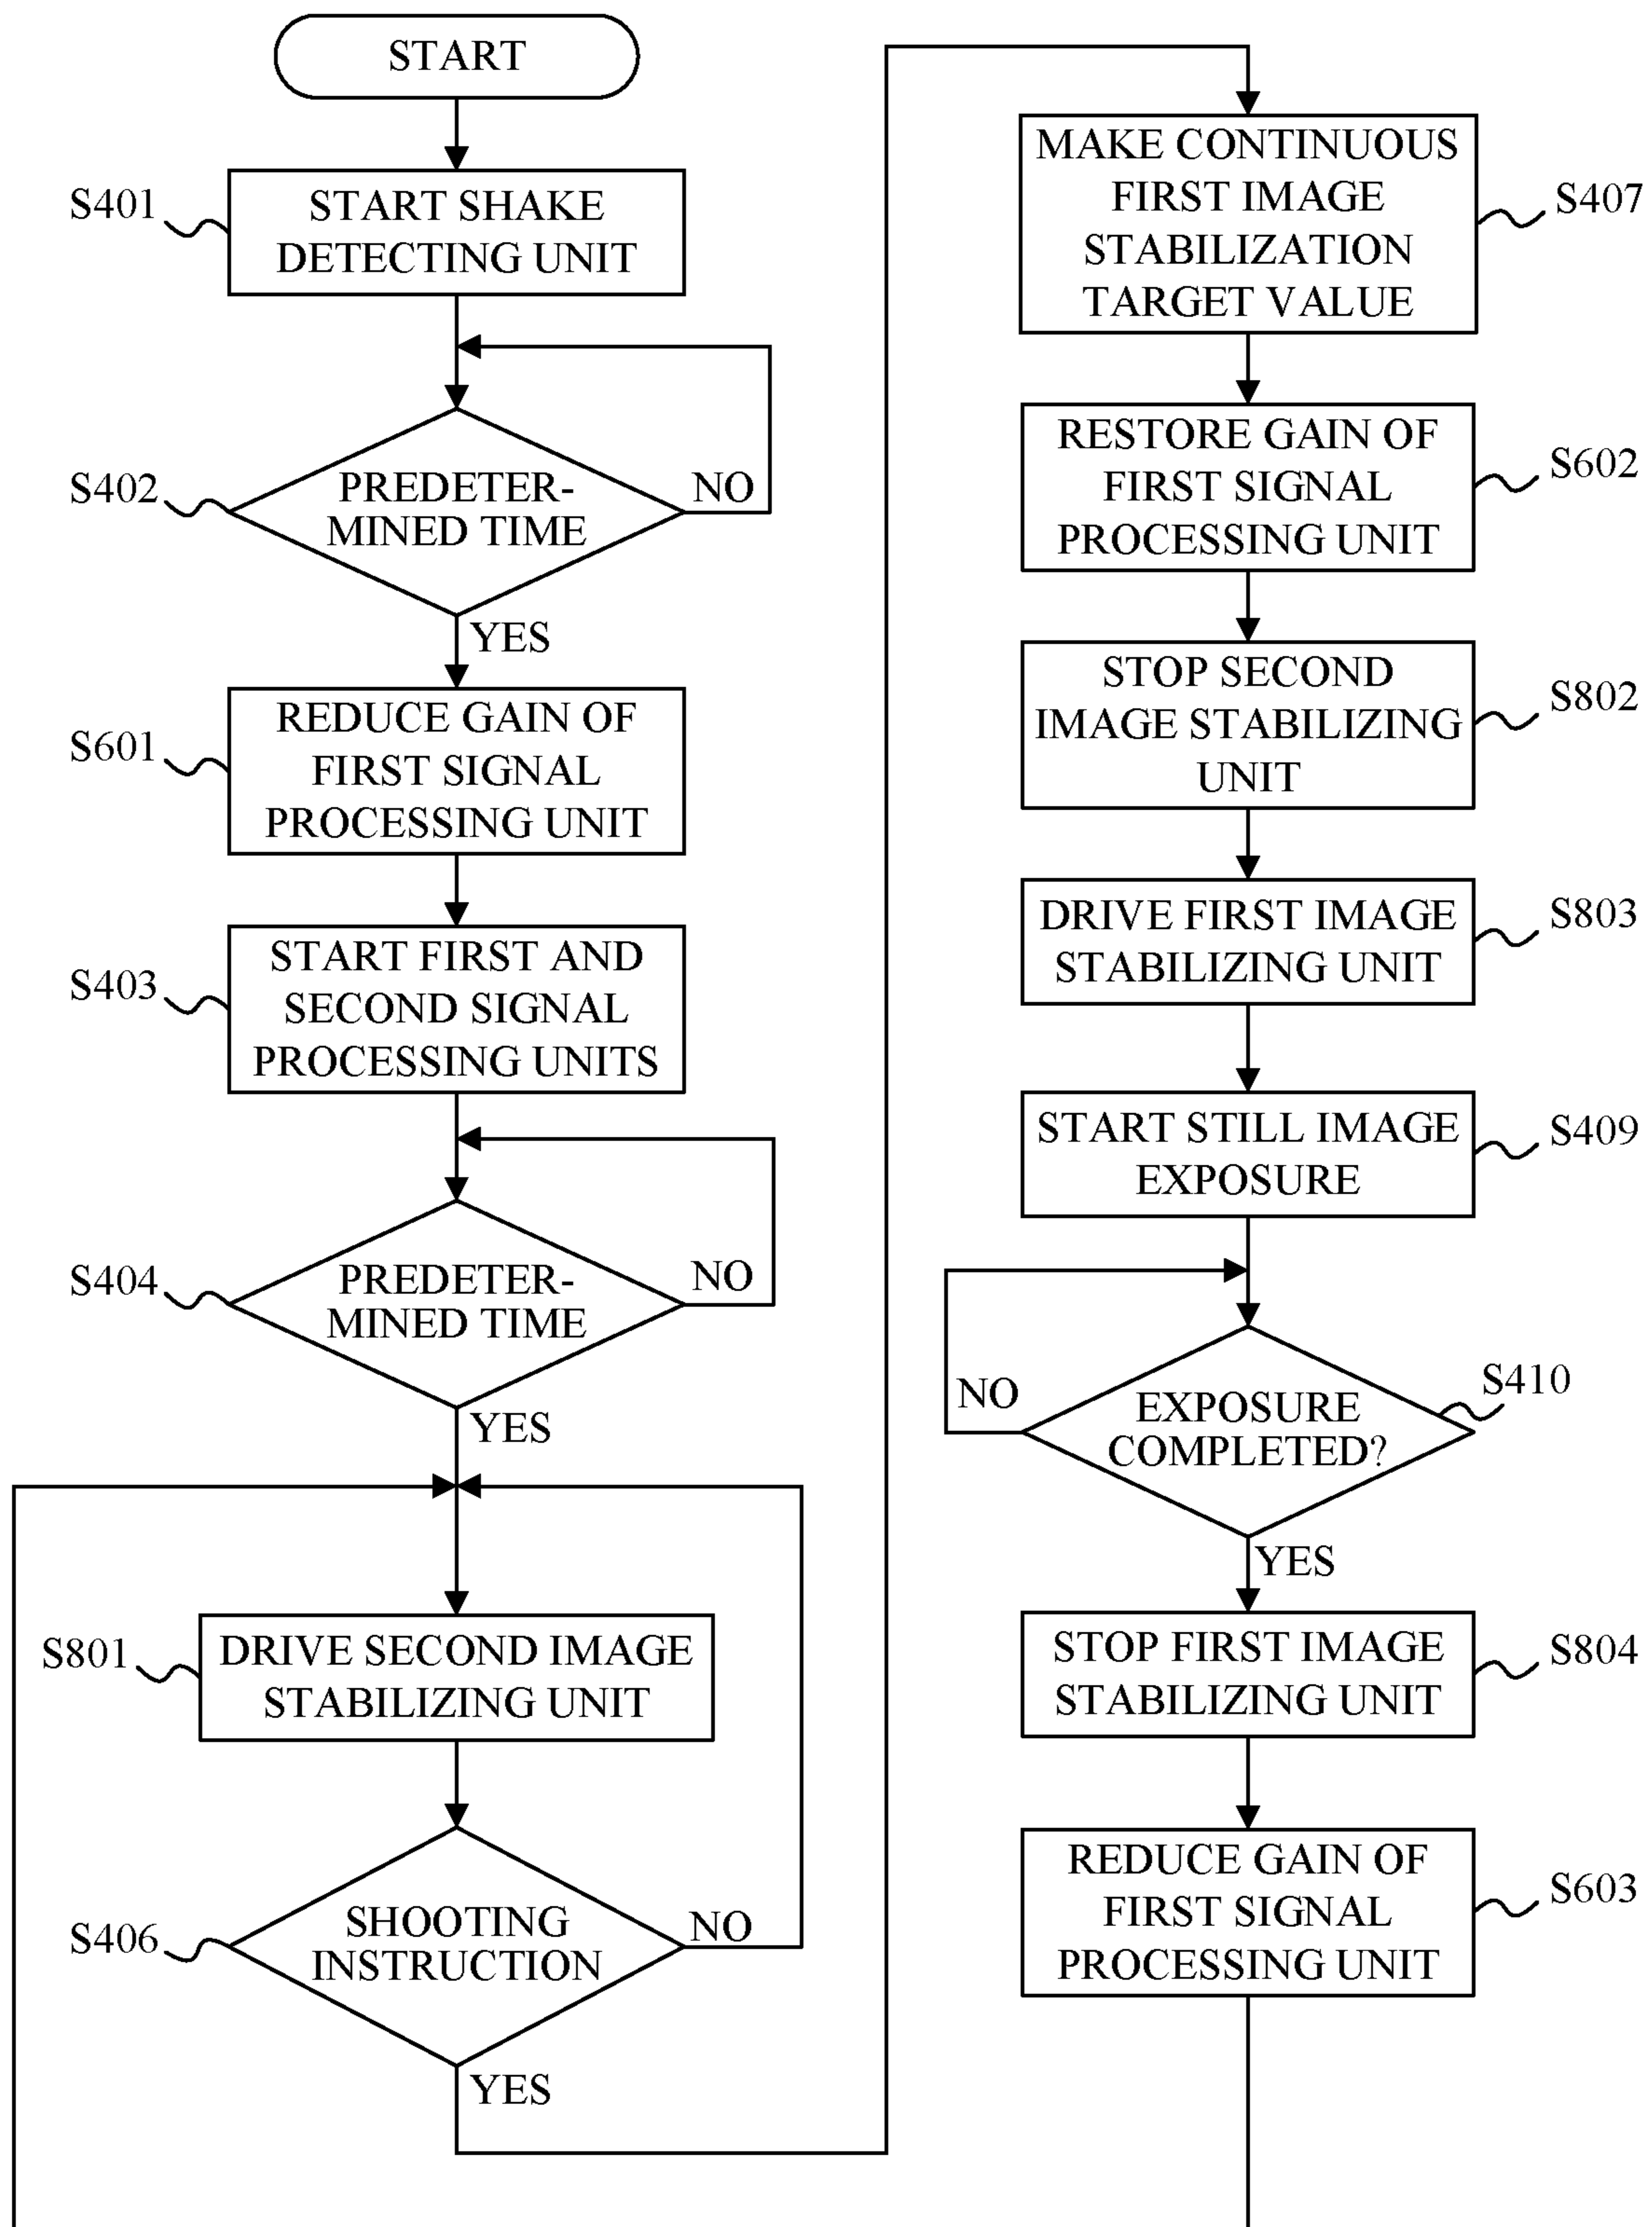 START
S401
START SHAKE
DETECTING UNIT
S402
PREDETER-
MINED TIME
NO
YES
S601
REDUCE GAIN OF
FIRST SIGNAL
PROCESSING UNIT
S403
START FIRST AND
SECOND SIGNAL
PROCESSING UNITS
S404
PREDETER-
MINED TIME
NO
YES
S801
DRIVE SECOND IMAGE
STABILIZING UNIT
S406
SHOOTING
INSTRUCTION
NO
YES
MAKE CONTINUOUS
FIRST IMAGE
STABILIZATION
TARGET VALUE
S407
RESTORE GAIN OF
FIRST SIGNAL
PROCESSING UNIT
S602
STOP SECOND
IMAGE STABILIZING
UNIT
S802
DRIVE FIRST IMAGE
STABILIZING UNIT
S803
START STILL IMAGE
EXPOSURE
S409
NO
EXPOSURE
COMPLETED?
S410
YES
STOP FIRST IMAGE
STABILIZING UNIT
S804
REDUCE GAIN OF
FIRST SIGNAL
PROCESSING UNIT
S603